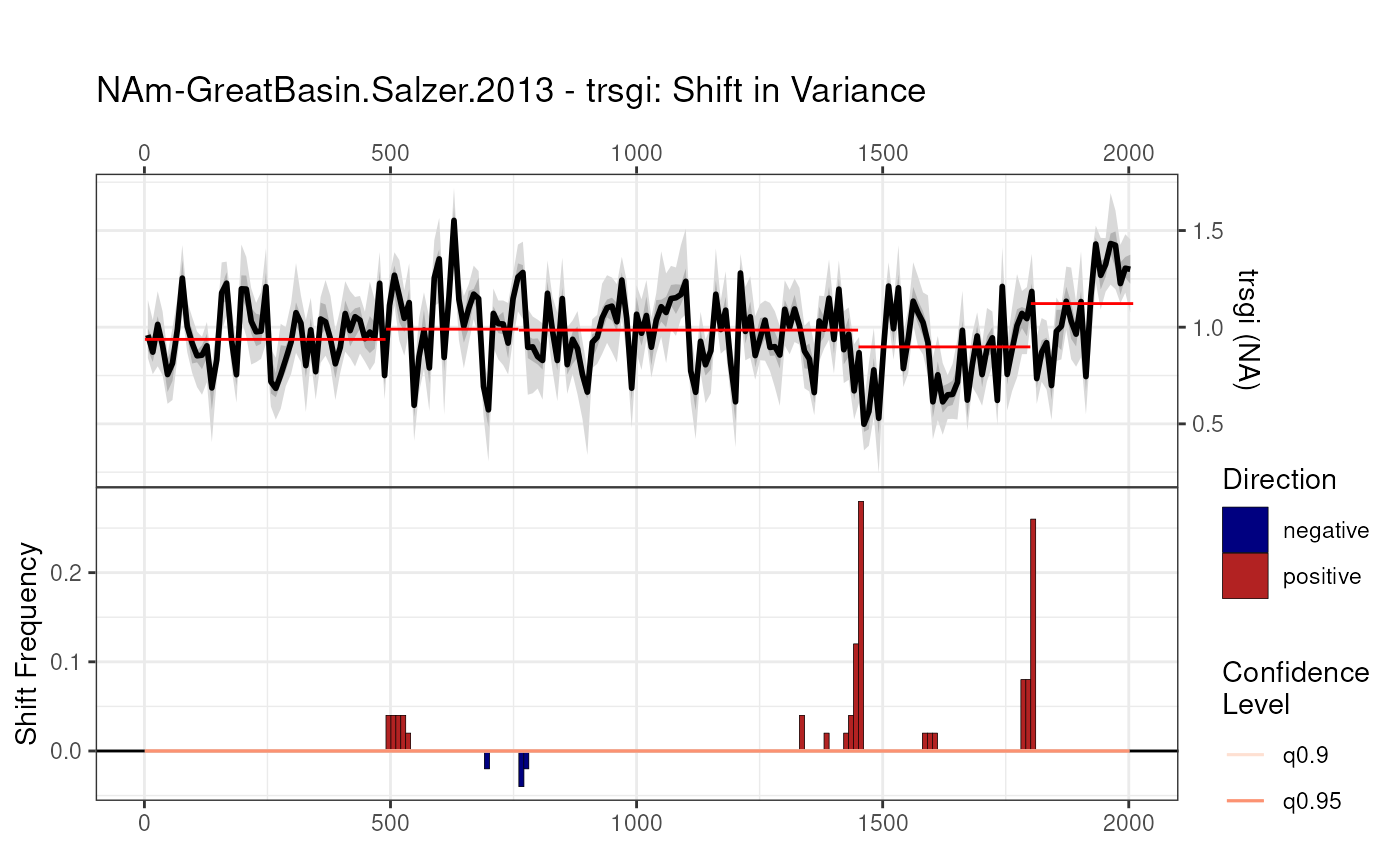 NAm-GreatBasin.Salzer.2013 - trsgi: Shift in Variance
0 500 1000 1500 2000
1.5
1.0
0.5
trsgi (NA)
Shift Frequency
0.2
0.1
0.0
0 500 1000 1500 2000
Direction
negative
positive
Confidence
Level
q0.9
q0.95